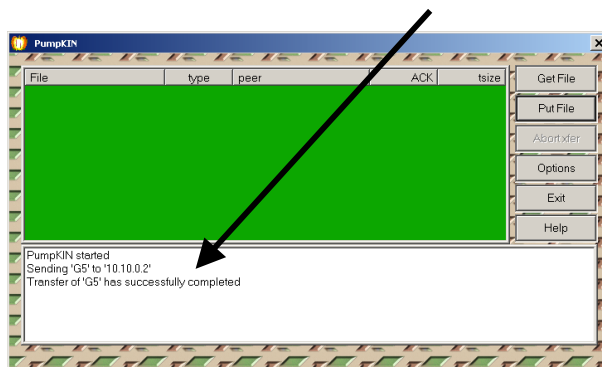 PumpKIN
File type peer ACK tsize
Get File
Put File
Abort xfer
Options
Exit
Help
PumpKIN started
Sending 'G5' to '10.10.0.2'
Transfer of 'G5' has successfully completed